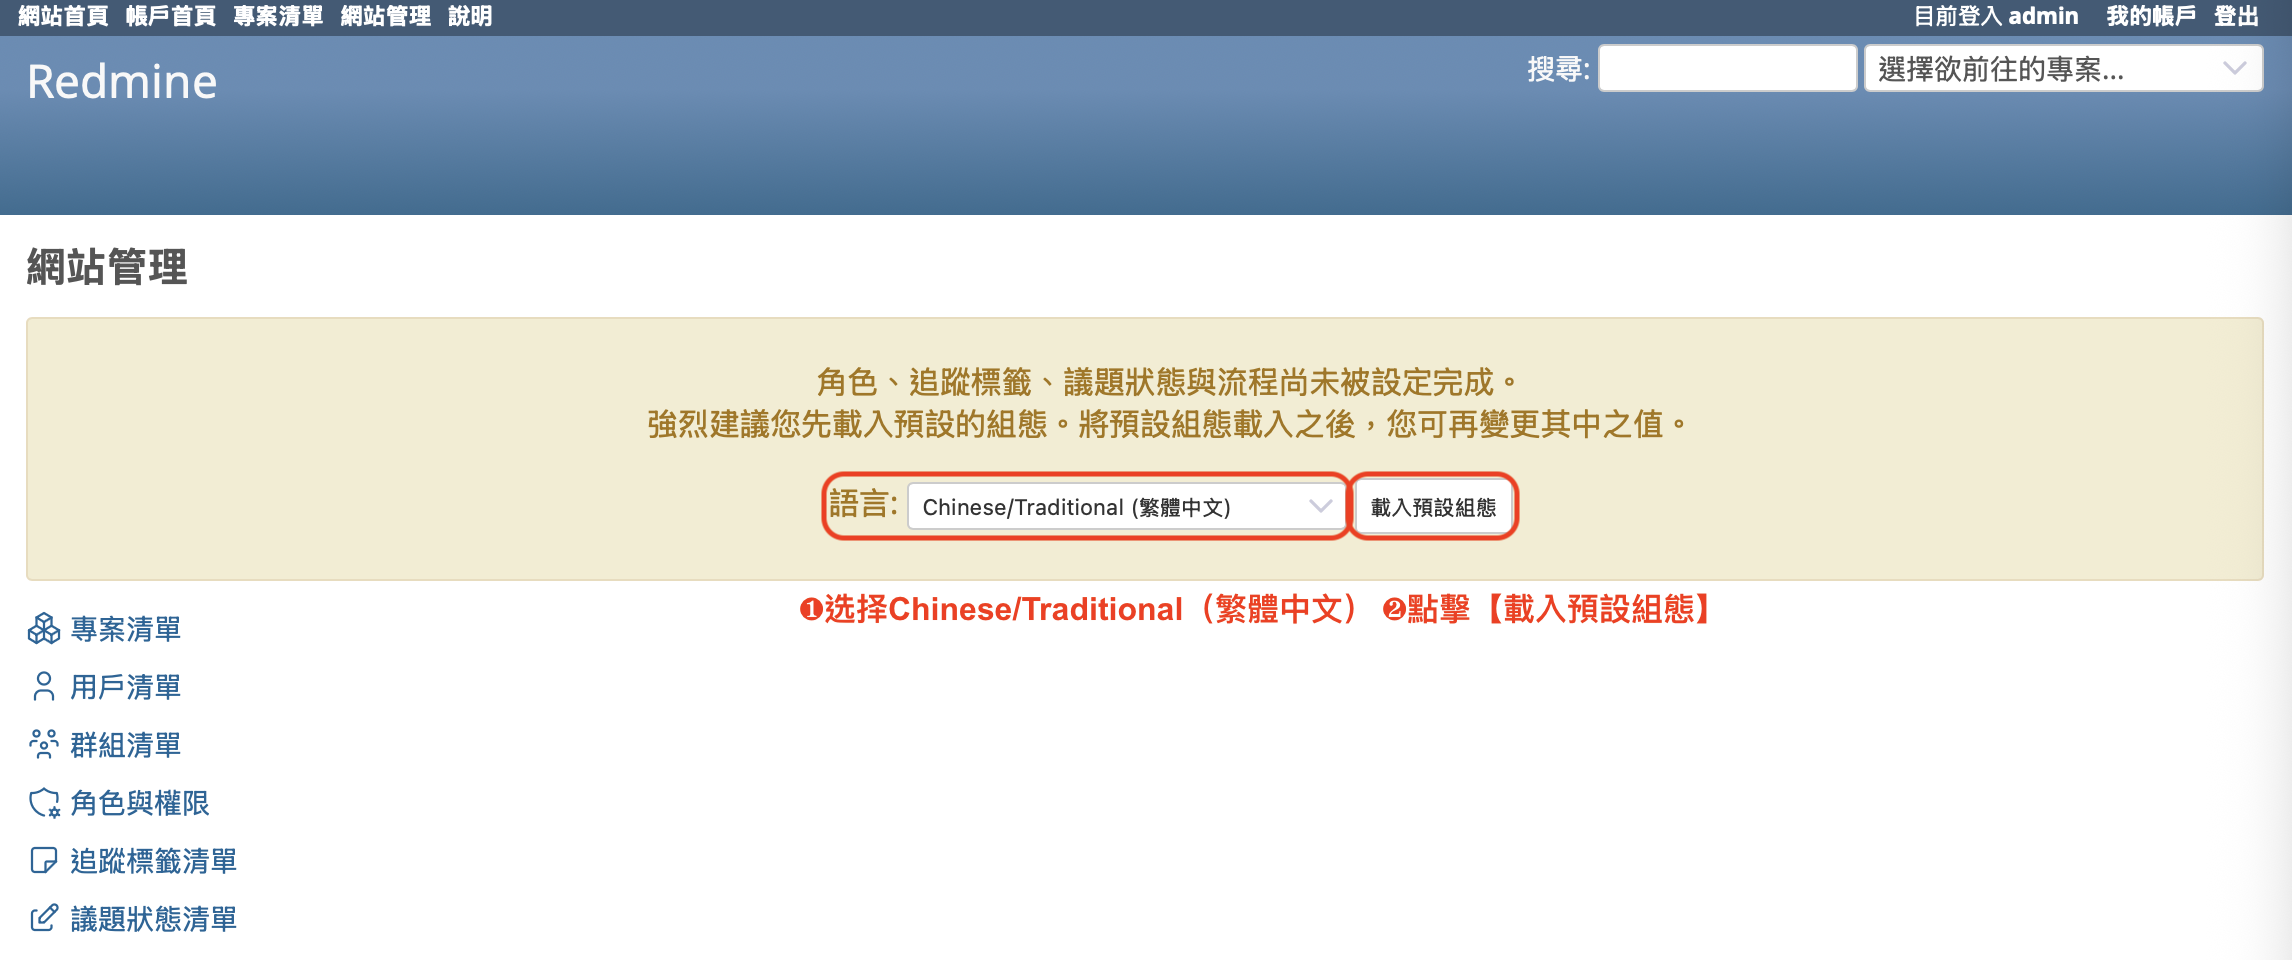 網站首頁 帳戶首頁 專案清單 網站管理 說明 目前登入 admin 我的帳戶 登出
Redmine
搜尋: 選擇欲前往的專案...
網站管理
角色、追蹤標籤、議題狀態與流程尚未被設定完成。
強烈建議您先載入預設的組態。將預設組態載入之後，您可再變更其中之值。
語言: Chinese/Traditional (繁體中文) 載入預設組態
❶选择Chinese/Traditional（繁體中文） ❷點擊【載入預設組態】
專案清單
用戶清單
群組清單
角色與權限
追蹤標籤清單
議題狀態清單